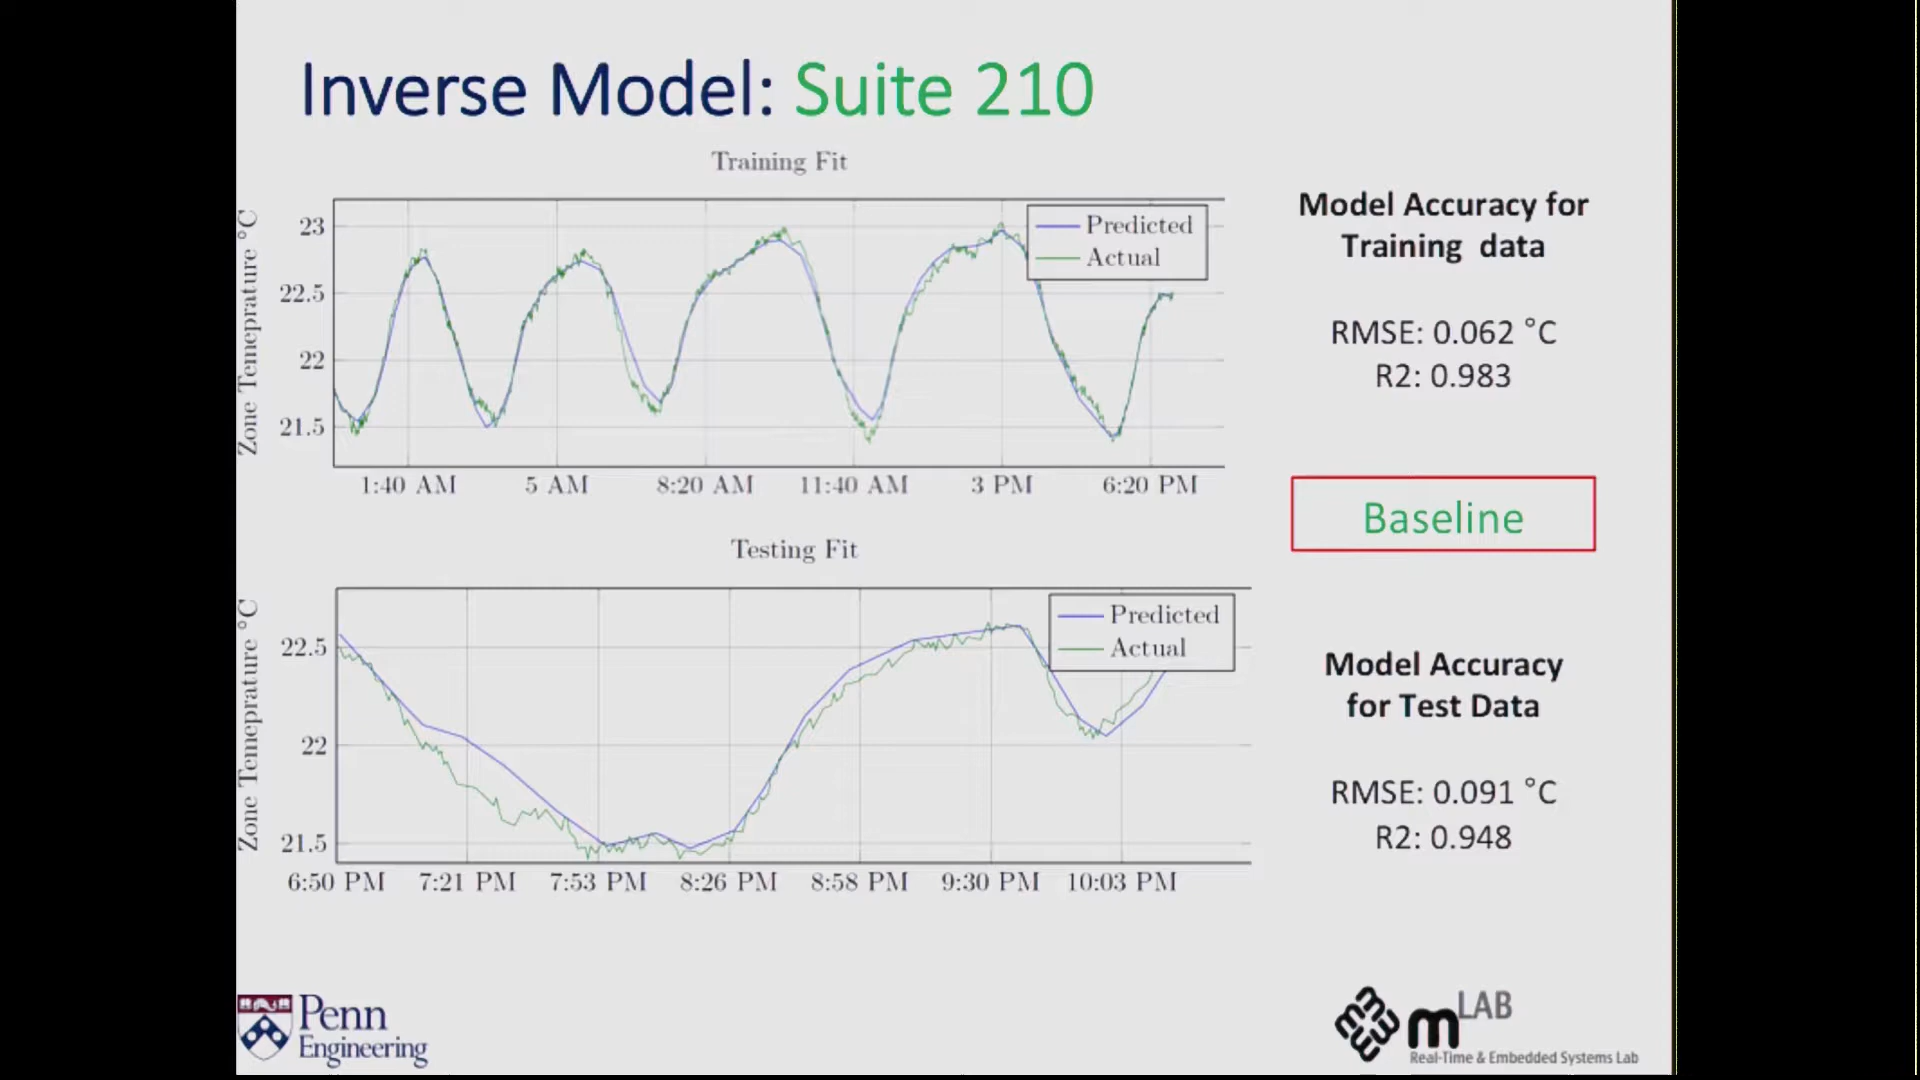 Inverse Model: Suite 210
Training Fit
Zone Temeprature °C
23
22.5
22
21.5
Predicted
Actual
1:40 AM 5 AM 8:20 AM 11:40 AM 3 PM 6:20 PM
Model Accuracy for
Training data
RMSE: 0.062 °C
R2: 0.983
Baseline
Testing Fit
Zone Temeprature °C
22.5
22
21.5
Predicted
Actual
6:50 PM 7:21 PM 7:53 PM 8:26 PM 8:58 PM 9:30 PM 10:03 PM
Model Accuracy
for Test Data
RMSE: 0.091 °C
R2: 0.948
Penn
Engineering
mLAB
Real-Time & Embedded Systems Lab